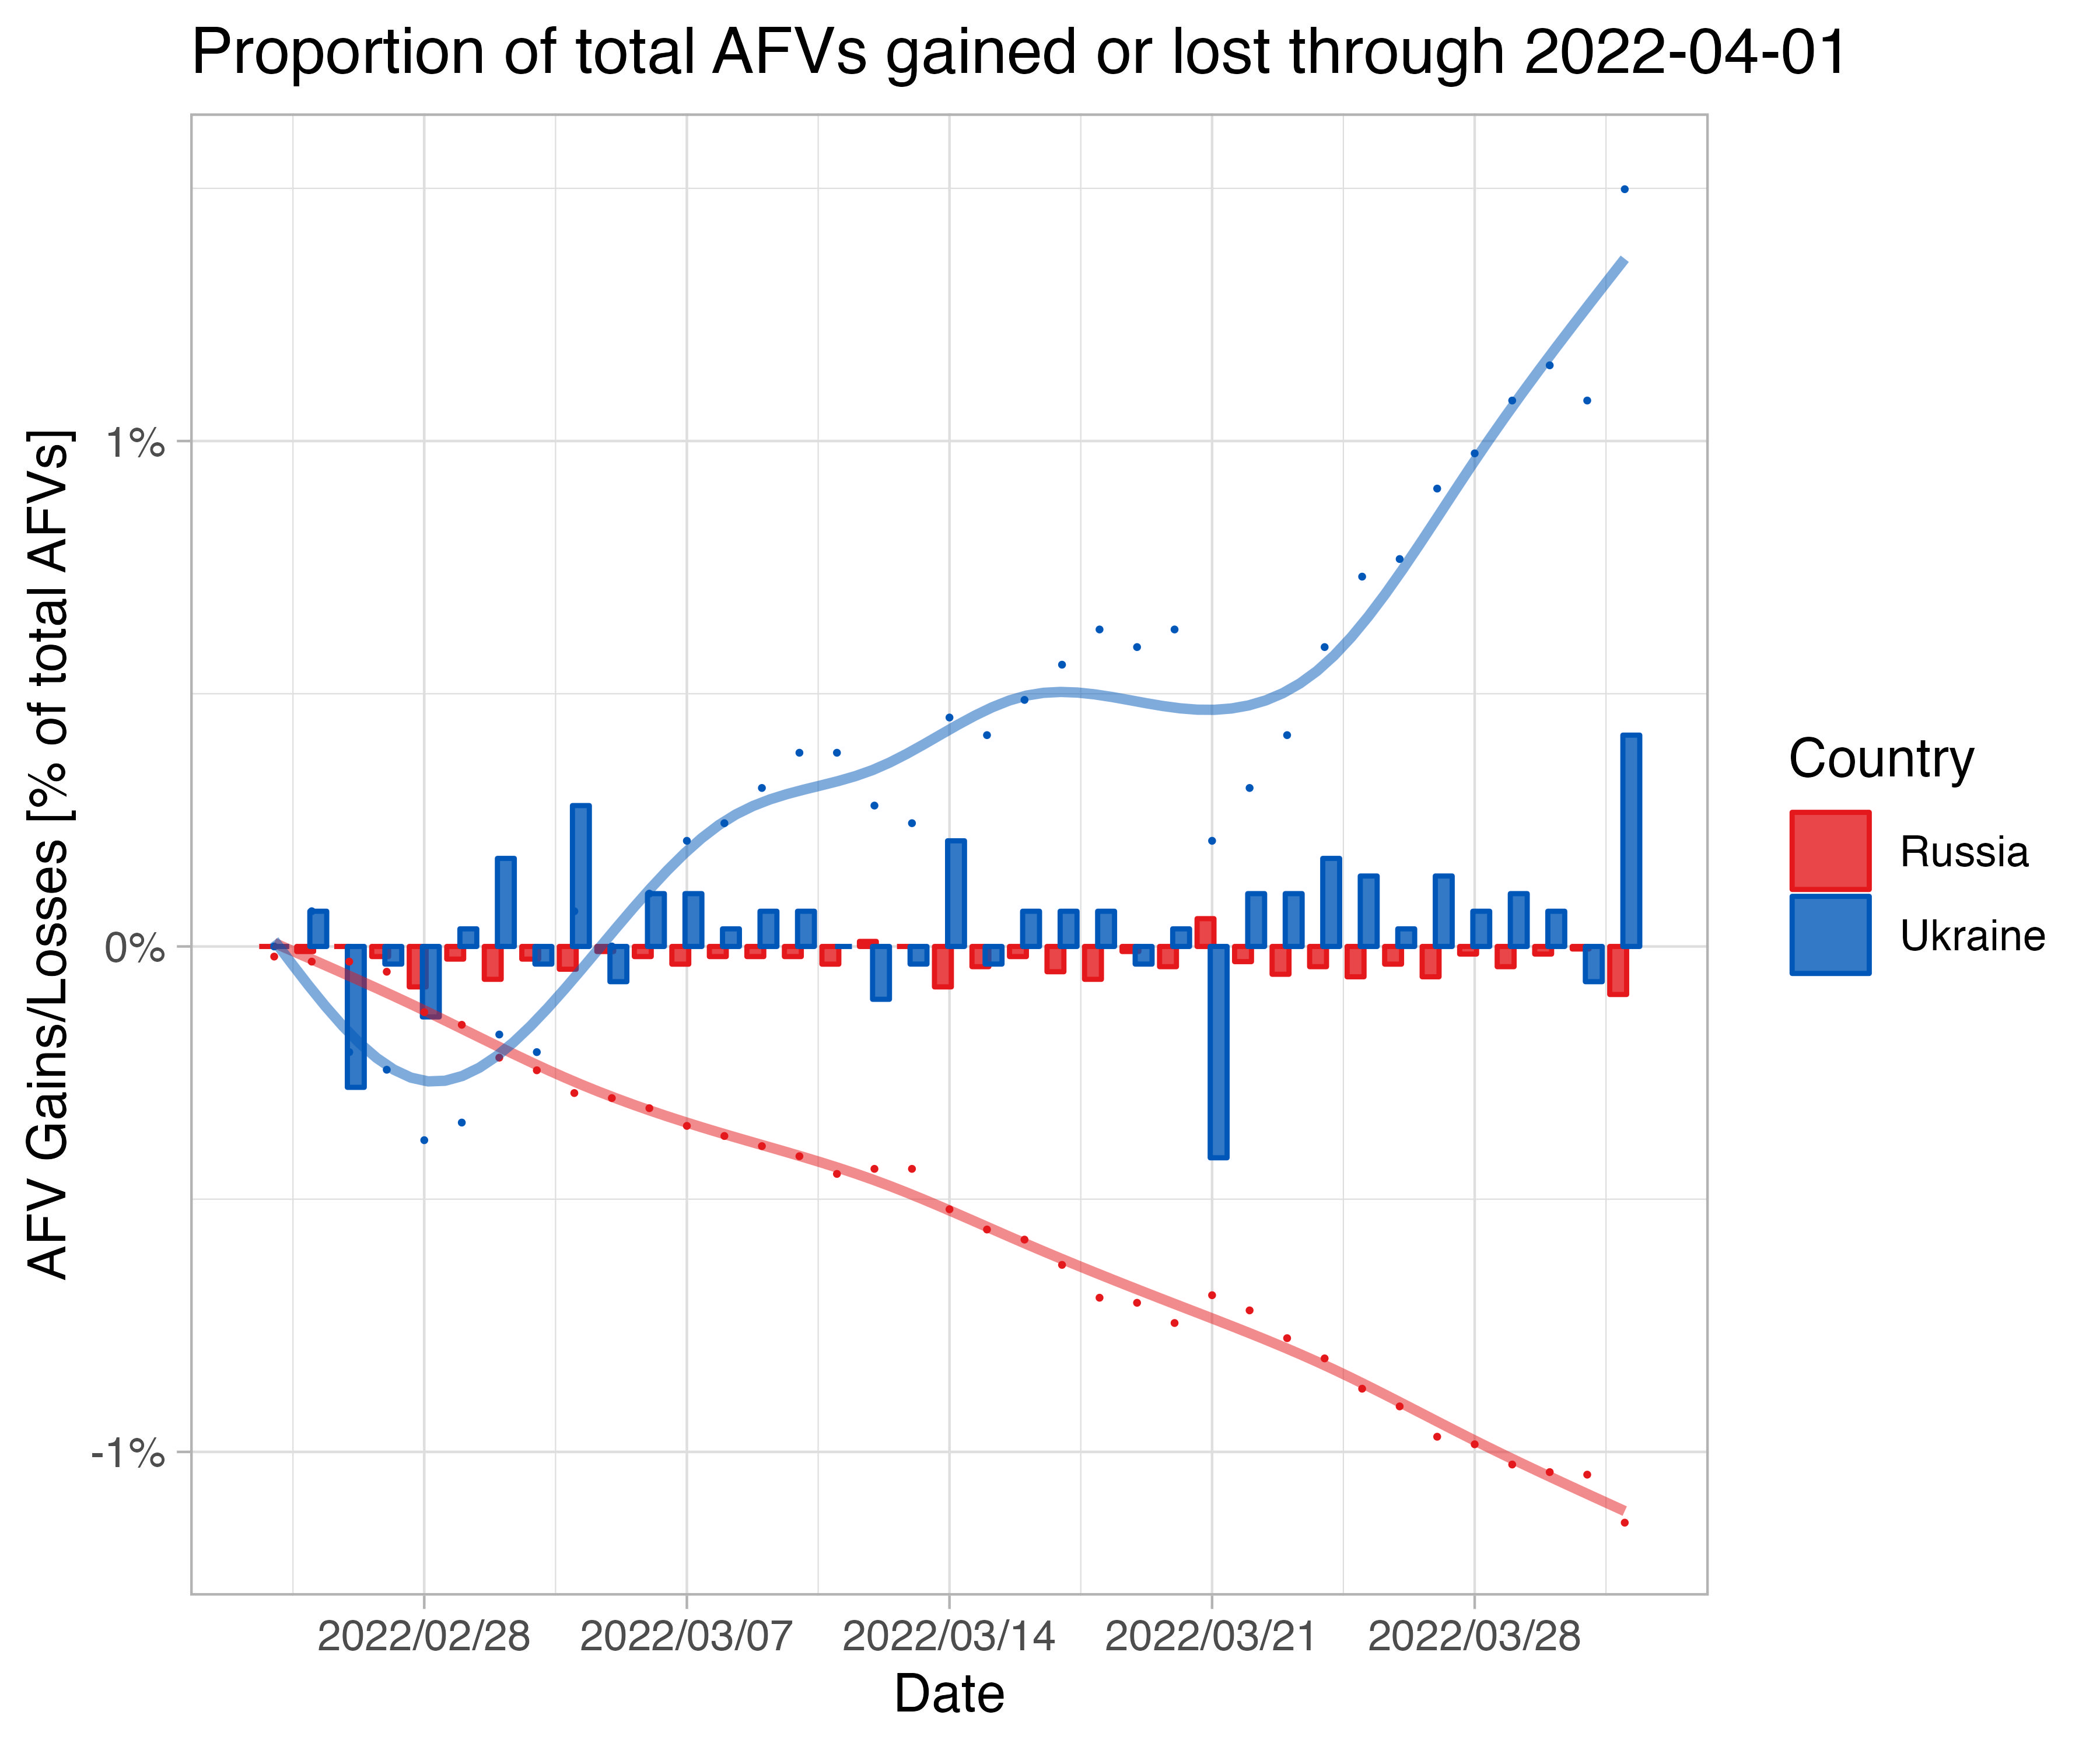 Proportion of total AFVs gained or lost through 2022-04-01
AFV Gains/Losses [% of total AFVs]
1%
0%
-1%
2022/02/28
2022/03/07
2022/03/14
2022/03/21
2022/03/28
Date
Country
Russia
Ukraine